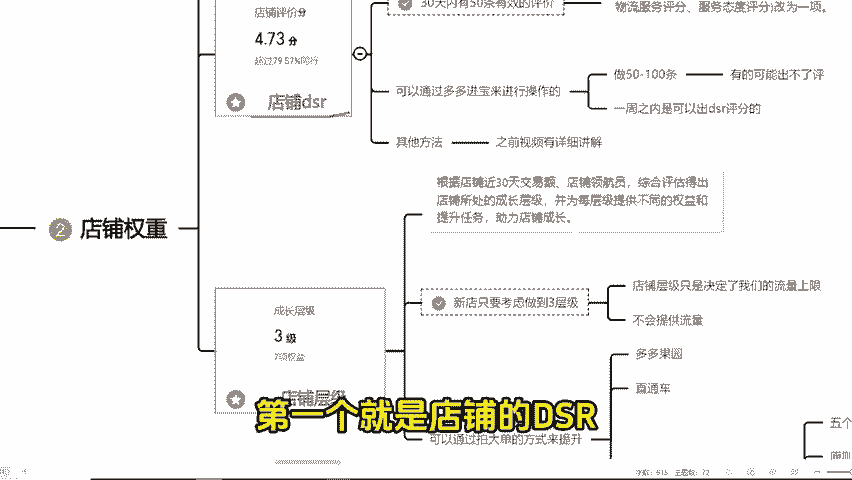 店铺评价分
4.73 分
超过79.57%同行
店铺dsr
30天内有50条有效的评价
物流服务评分、服务态度评分)改为一项。
可以通过多多进宝来进行操作的
做50-100条
有的可能出不了评
一周之内是可以出dsr评分的
其他方法
之前视频有详细讲解
2 店铺权重
根据店铺近30天交易额、店铺领航员，综合评估得出
店铺所处的成长层级，并为每层级提供不同的权益和
提升任务，助力店铺成长。
成长层级
3 级
7项权益
店铺层级
新店只要考虑做到3层级
店铺层级只是决定了我们的流量上限
不会提供流量
多多果园
直通车
可以通过拍大单的方式来提升
五个
第一个就是店铺的DSR